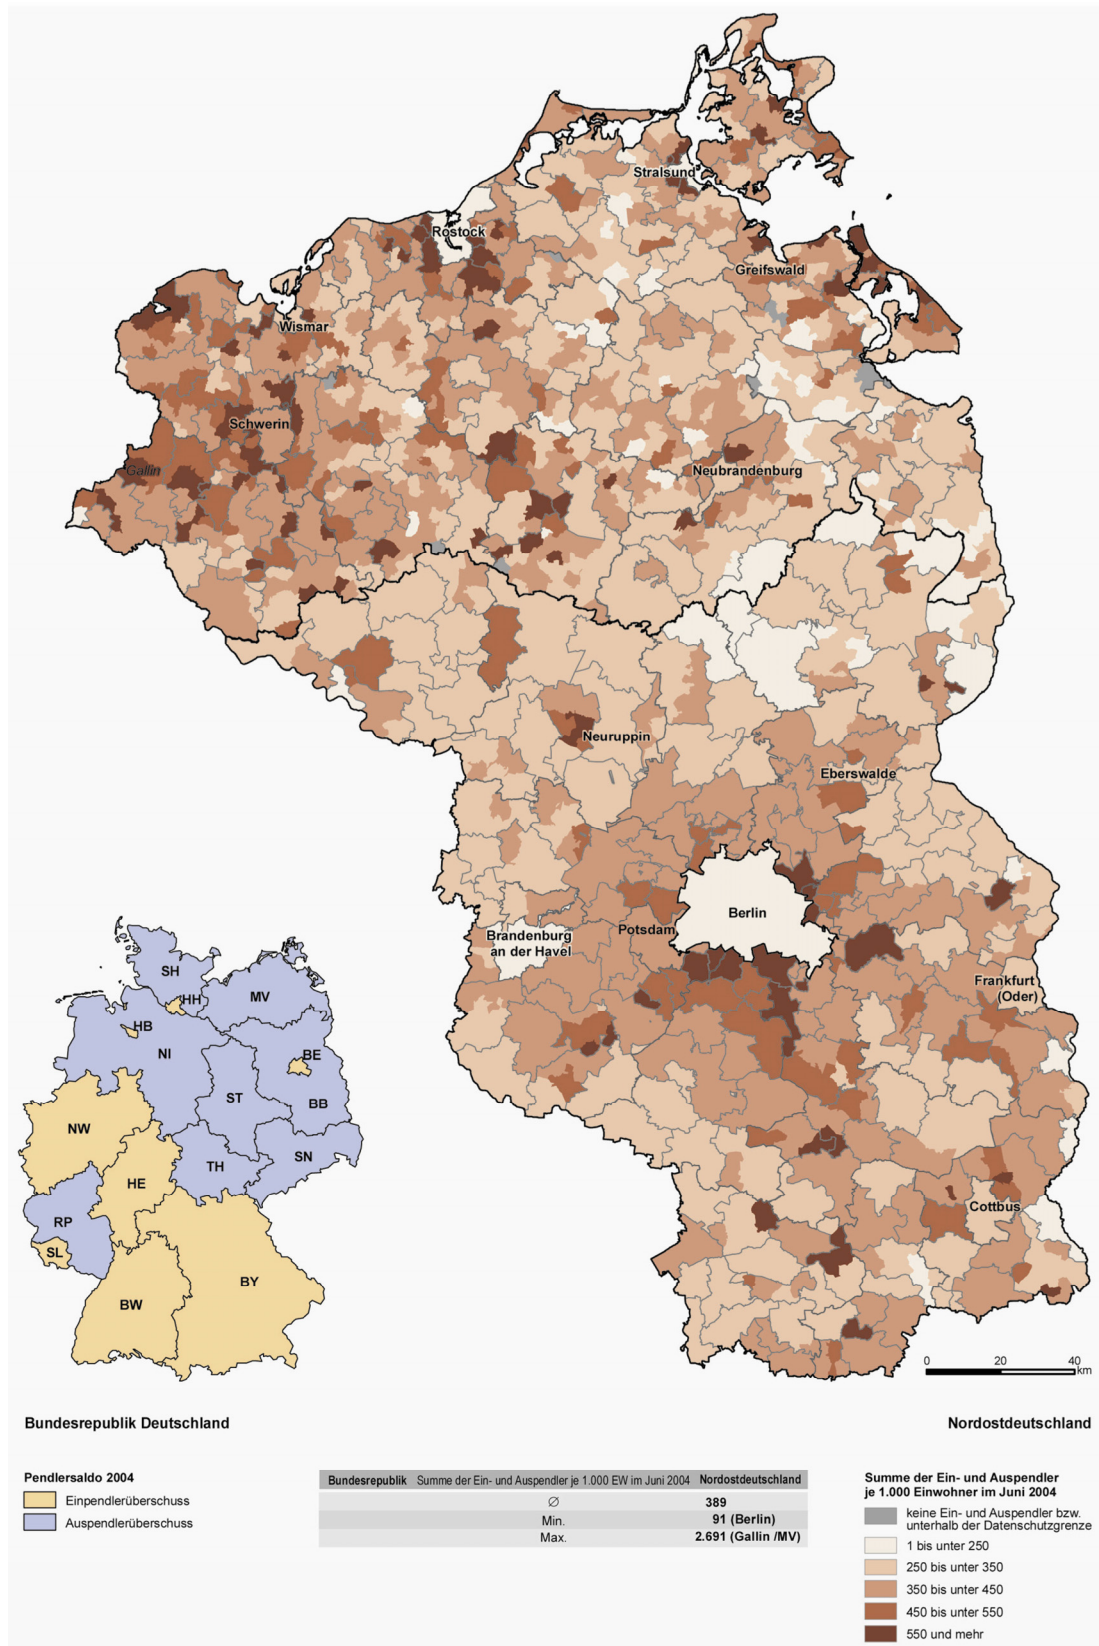 Stralsund
Rostock
Greifswald
Wismar
Schwerin
Gallin
Neubrandenburg
Neuruppin
Eberswalde
Berlin
Potsdam
Brandenburg
an der Havel
Frankfurt
(Oder)
Cottbus
0 20 40
km
SH
HH
MV
HB
NI
BE
ST
BB
NW
HE
TH
SN
RP
SL
BY
BW
Bundesrepublik Deutschland
Nordostdeutschland
Pendlersaldo 2004
Einpendlerüberschuss
Auspendlerüberschuss
Bundesrepublik Summe der Ein- und Auspendler je 1.000 EW im Juni 2004 Nordostdeutschland
∅ 389
Min. 91 (Berlin)
Max. 2.691 (Gallin /MV)
Summe der Ein- und Auspendler
je 1.000 Einwohner im Juni 2004
keine Ein- und Auspendler bzw.
unterhalb der Datenschutzgrenze
1 bis unter 250
250 bis unter 350
350 bis unter 450
450 bis unter 550
550 und mehr